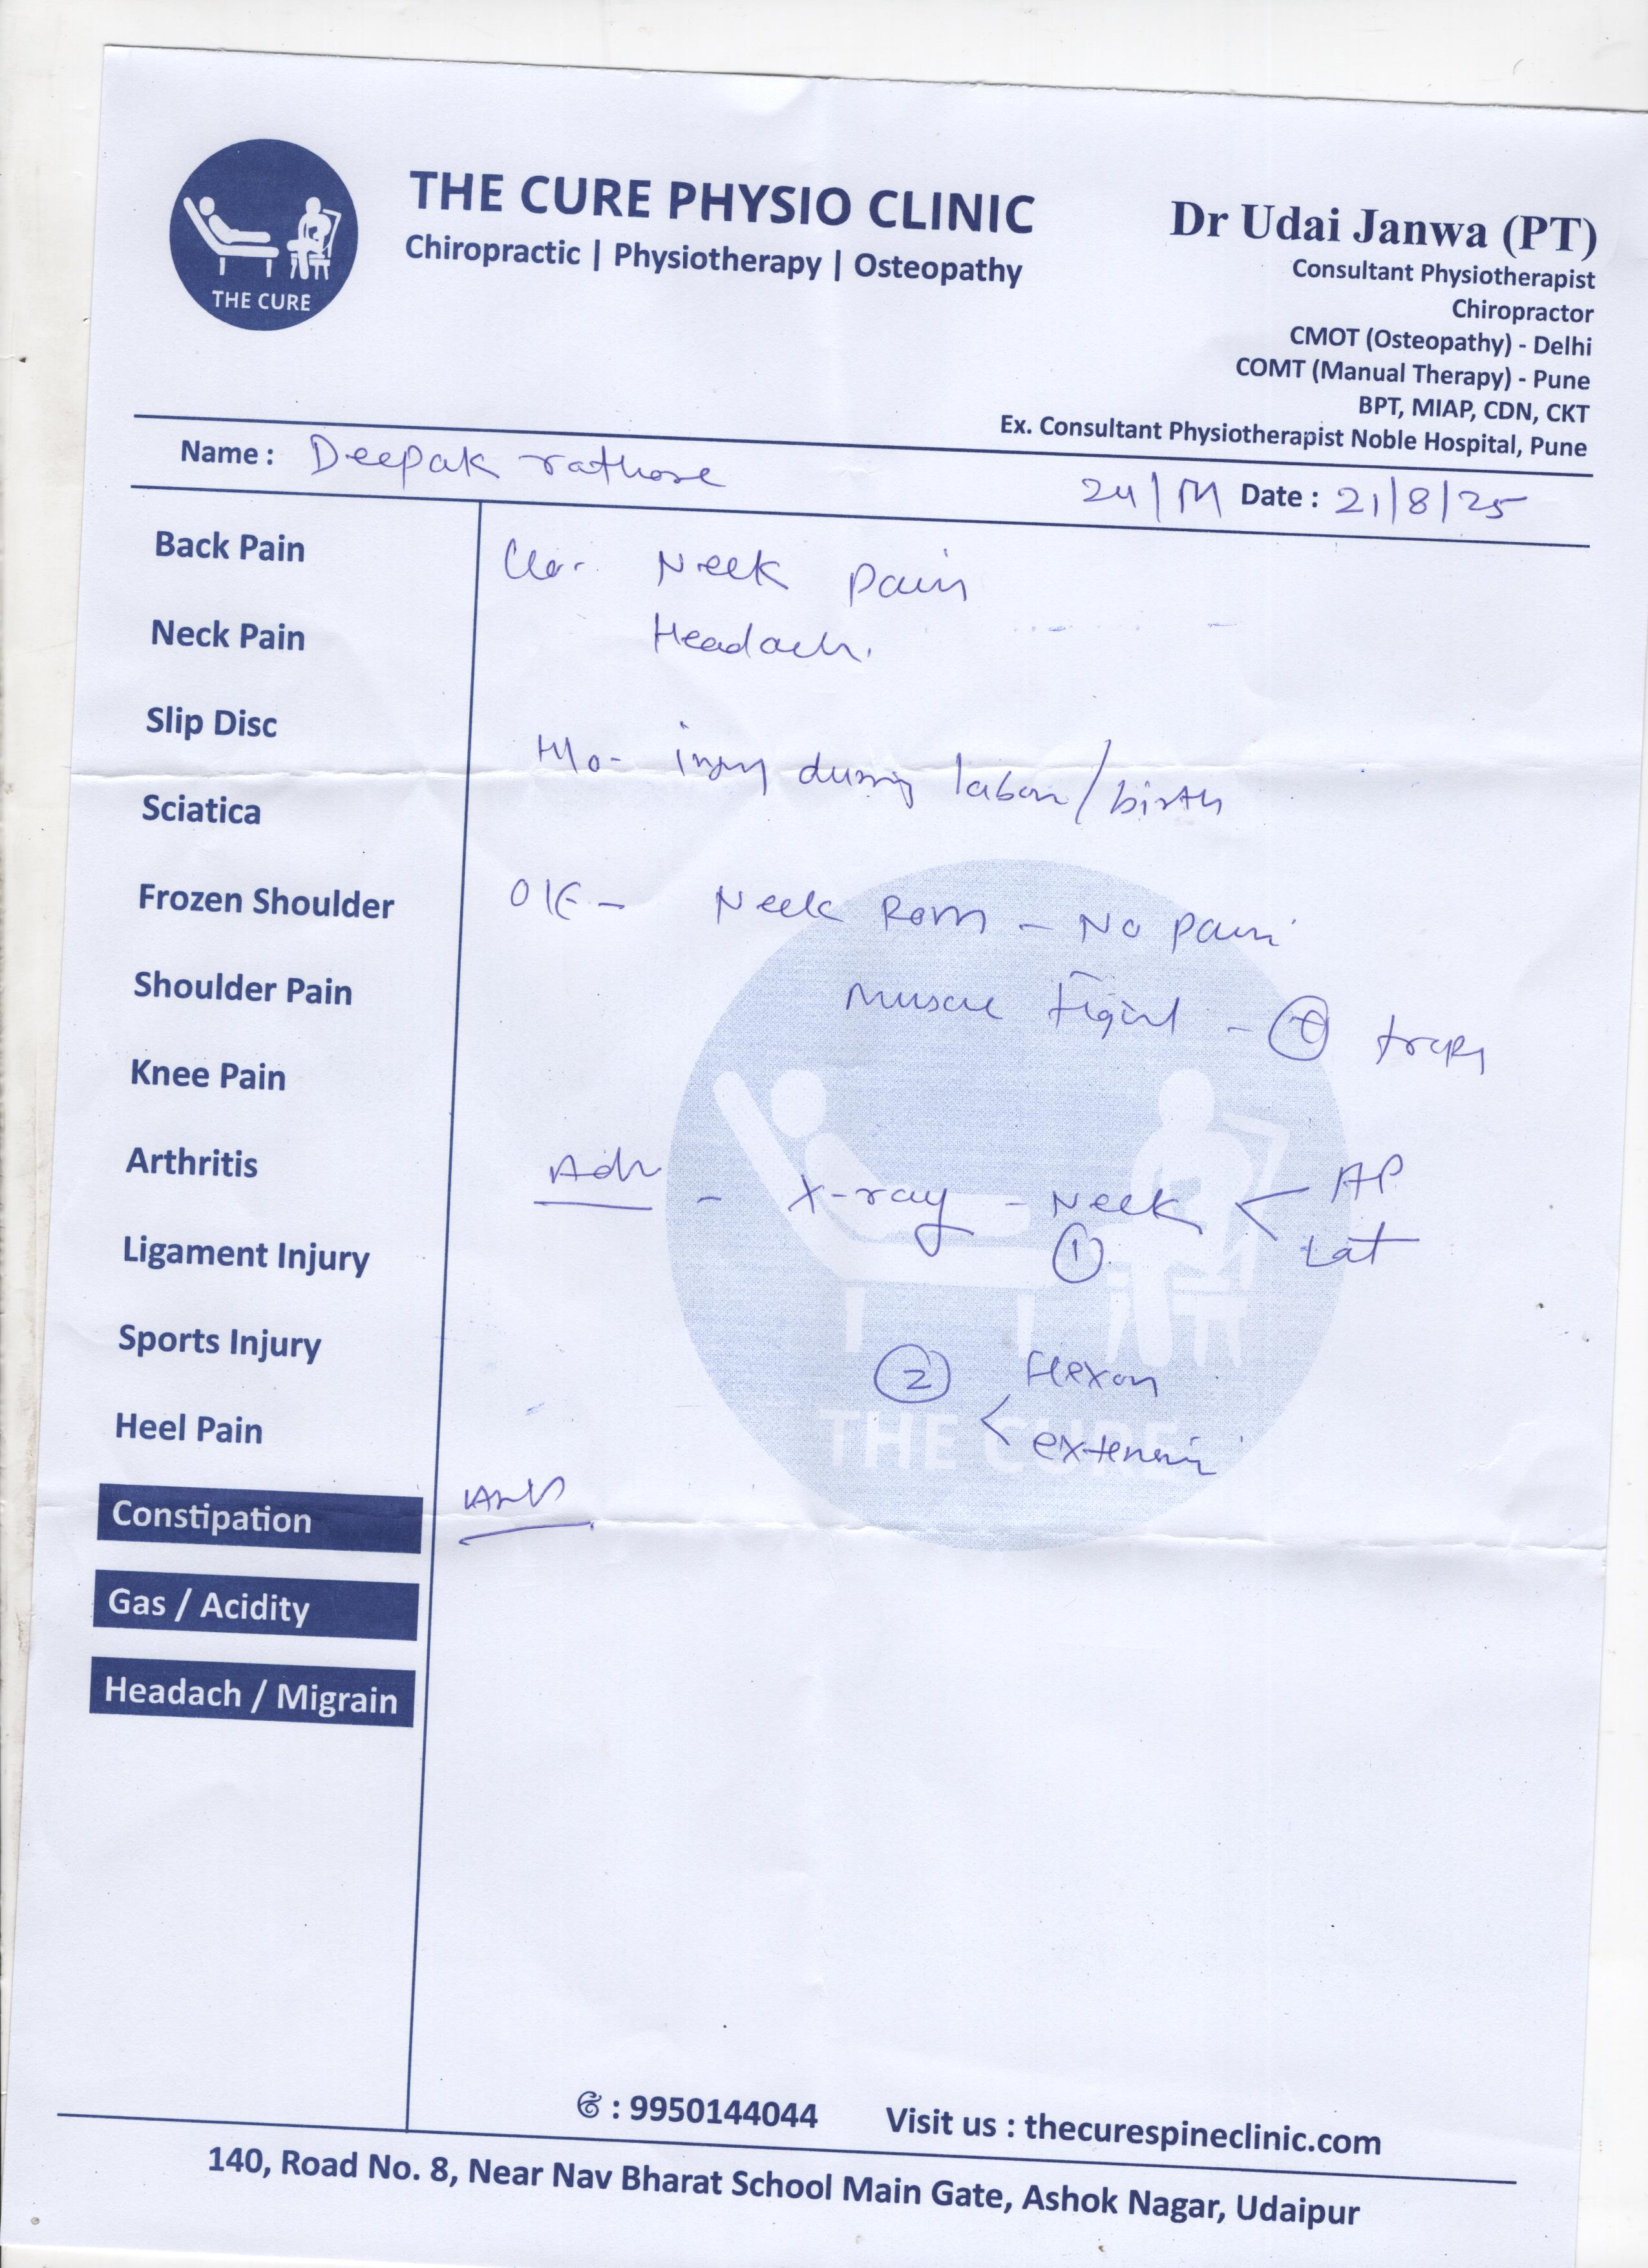 THE CURE
THE CURE PHYSIO CLINIC
Chiropractic | Physiotherapy | Osteopathy
Dr Udai Janwa (PT)
Consultant Physiotherapist
Chiropractor
CMOT (Osteopathy) - Delhi
COMT (Manual Therapy) - Pune
BPT, MIAP, CDN, CKT
Ex. Consultant Physiotherapist Noble Hospital, Pune
Name : Deepak rathore
24/M Date : 21/8/25
Back Pain
Neck Pain
Slip Disc
Sciatica
Frozen Shoulder
Shoulder Pain
Knee Pain
Arthritis
Ligament Injury
Sports Injury
Heel Pain
Constipation
Gas / Acidity
Headach / Migrain
Neck Pain
Headach.
H/o - injury during labour/birth
O/E - Neck Rom - No pain
Muscle tight -
Adv - X-ray - Neck < AP
① Lat
② < flexon
THE CURE
: 9950144044 Visit us : thecurespineclinic.com
140, Road No. 8, Near Nav Bharat School Main Gate, Ashok Nagar, Udaipur